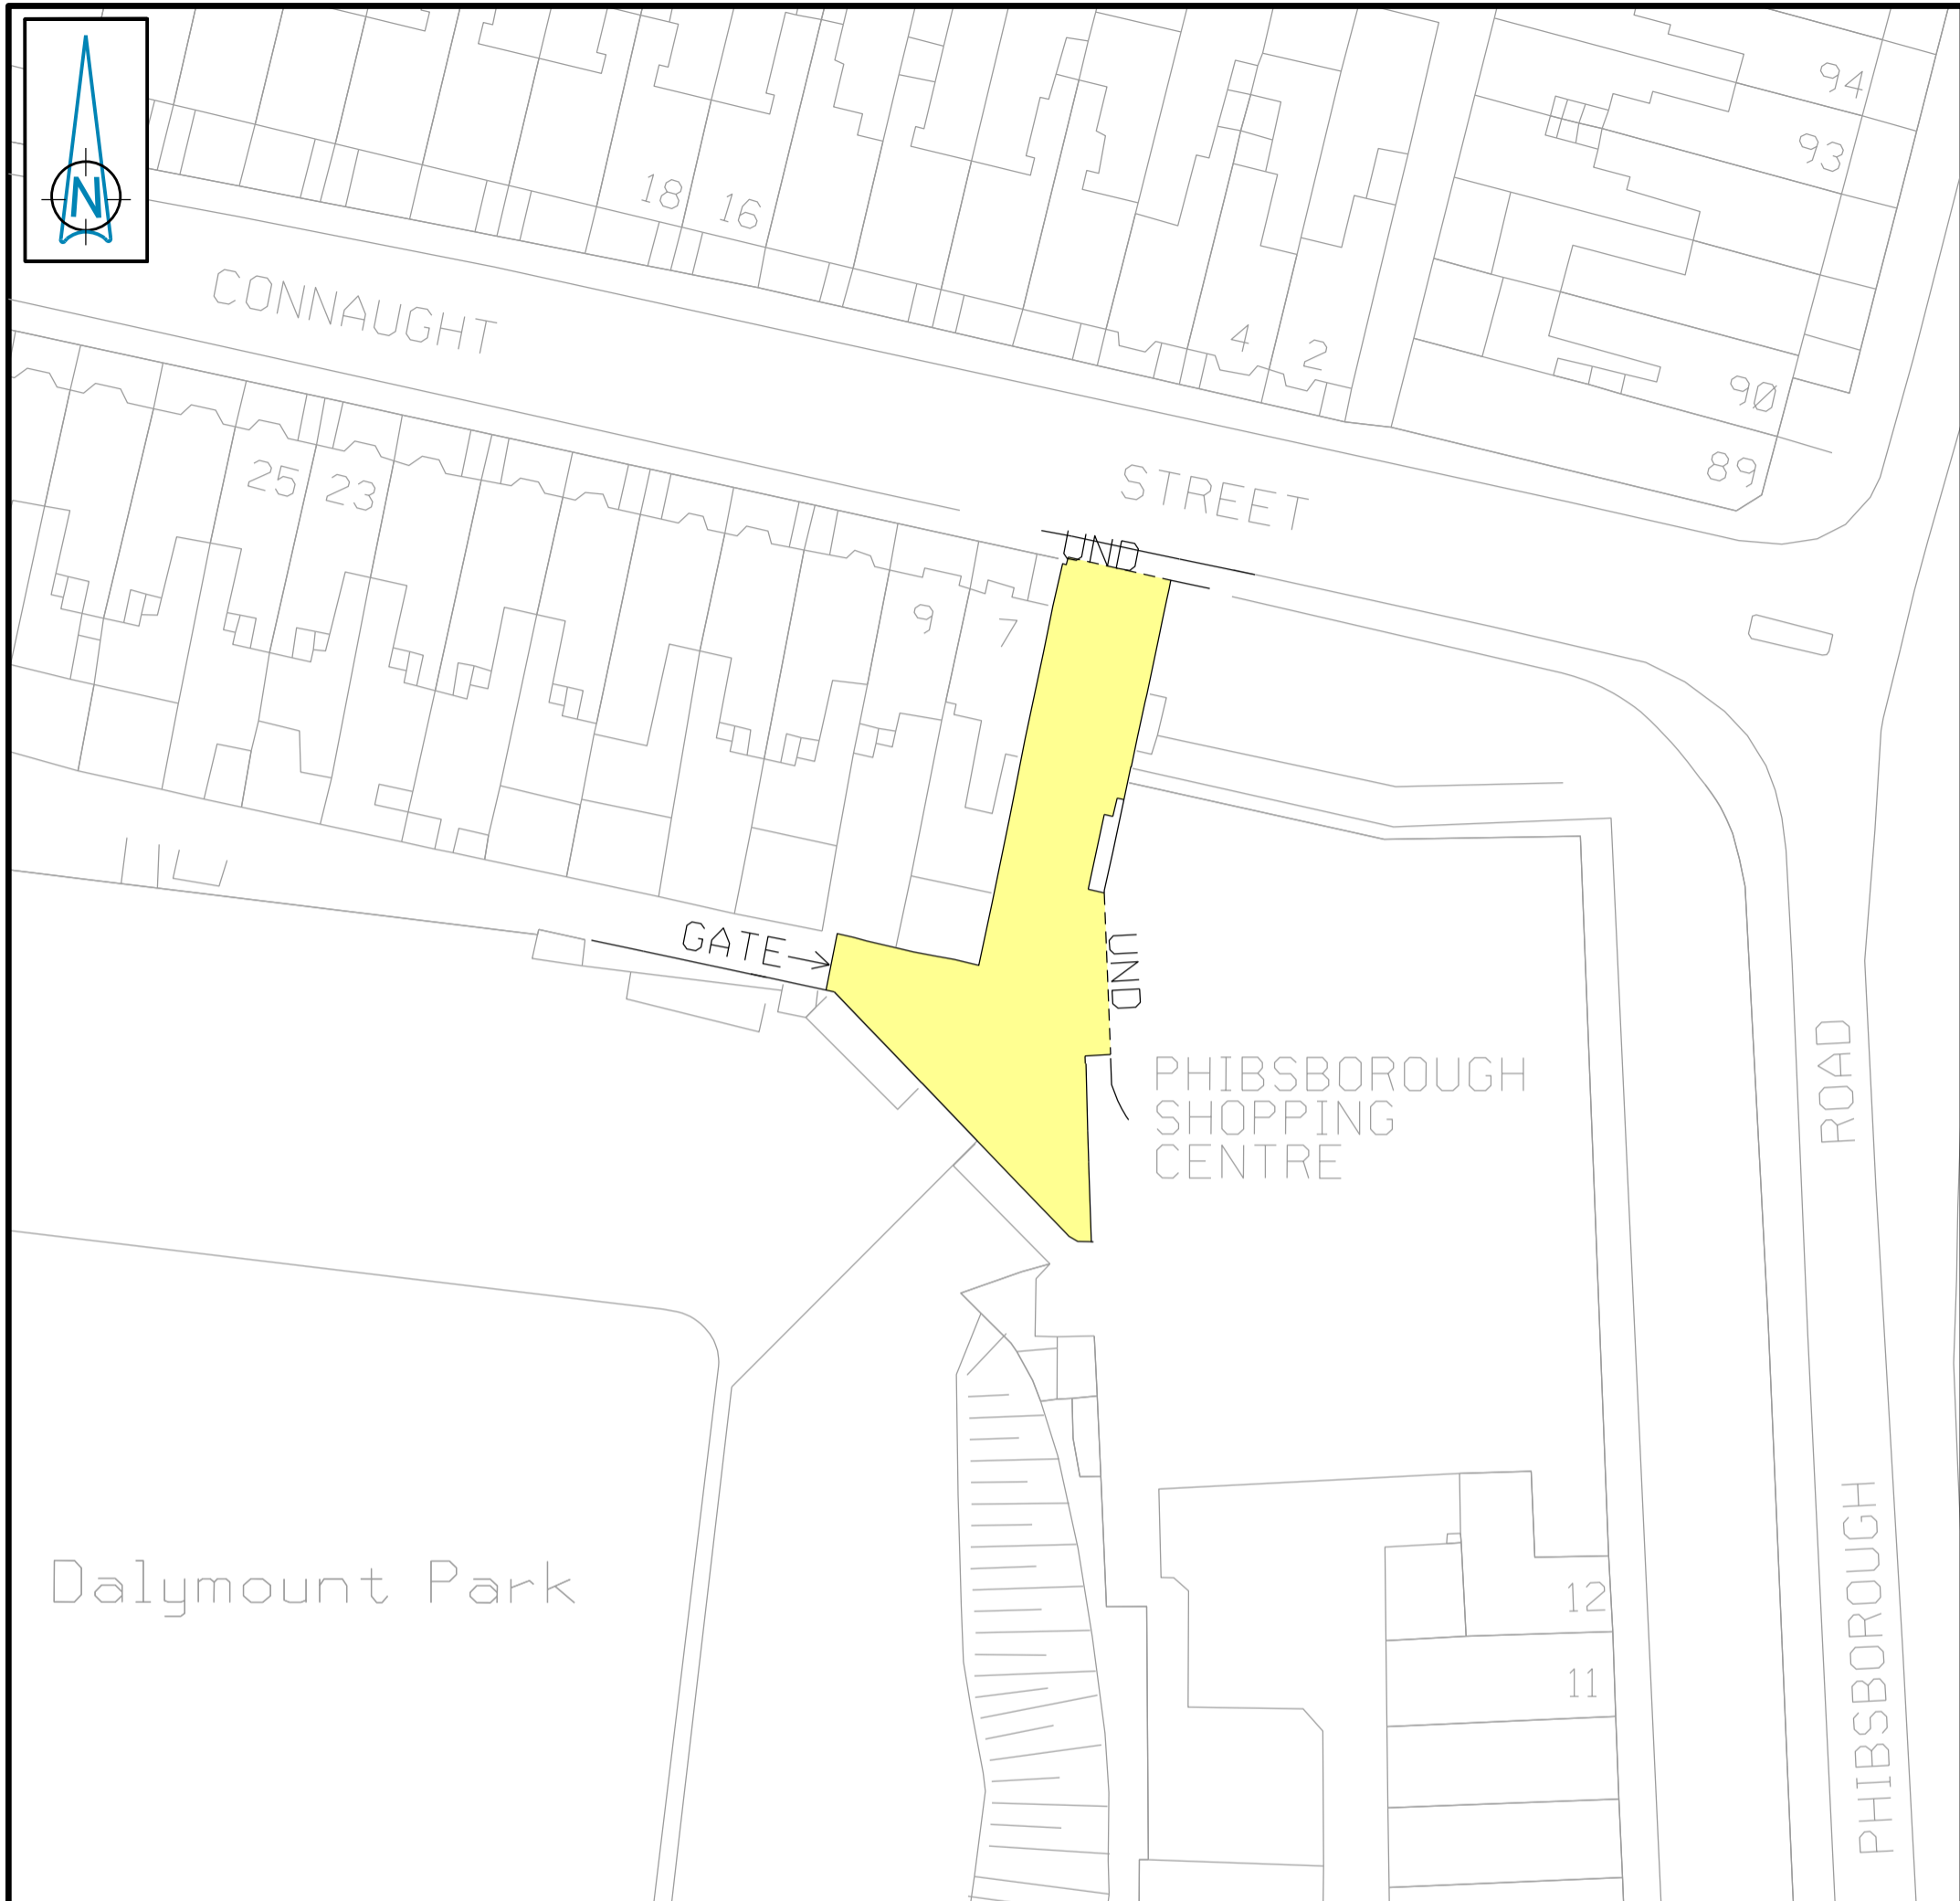 N
94
93
18 16
CONNAUGHT
4 2
90
89
25 23
STREET
UND
9 7
GATE
UND
PHIBSBOROUGH
SHOPPING
CENTRE
ROAD
PHIBSBOROUGH
Dalymount Park
12
11